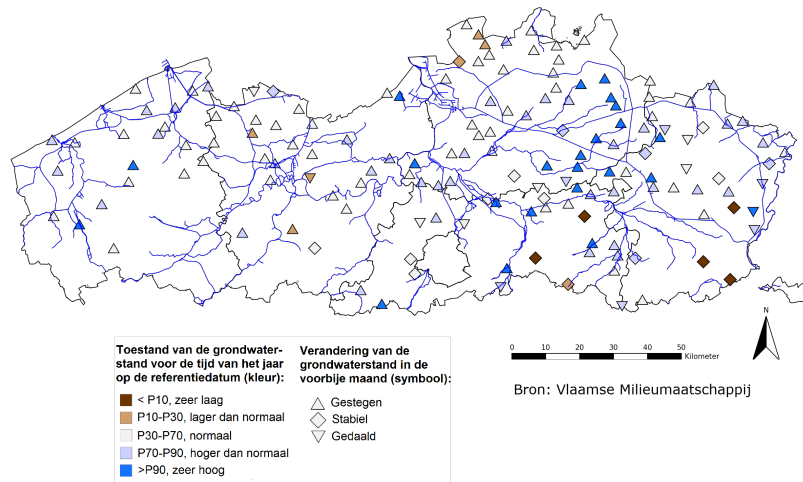 N
0 10 20 30 40 50
Kilometer
Bron: Vlaamse Milieumaatschappij
Toestand van de grondwater-
stand voor de tijd van het jaar
op de referentiedatum (kleur):
< P10, zeer laag
P10-P30, lager dan normaal
P30-P70, normaal
P70-P90, hoger dan normaal
>P90, zeer hoog
Verandering van de
grondwaterstand in de
voorbije maand (symbool):
Gestegen
Stabiel
Gedaald